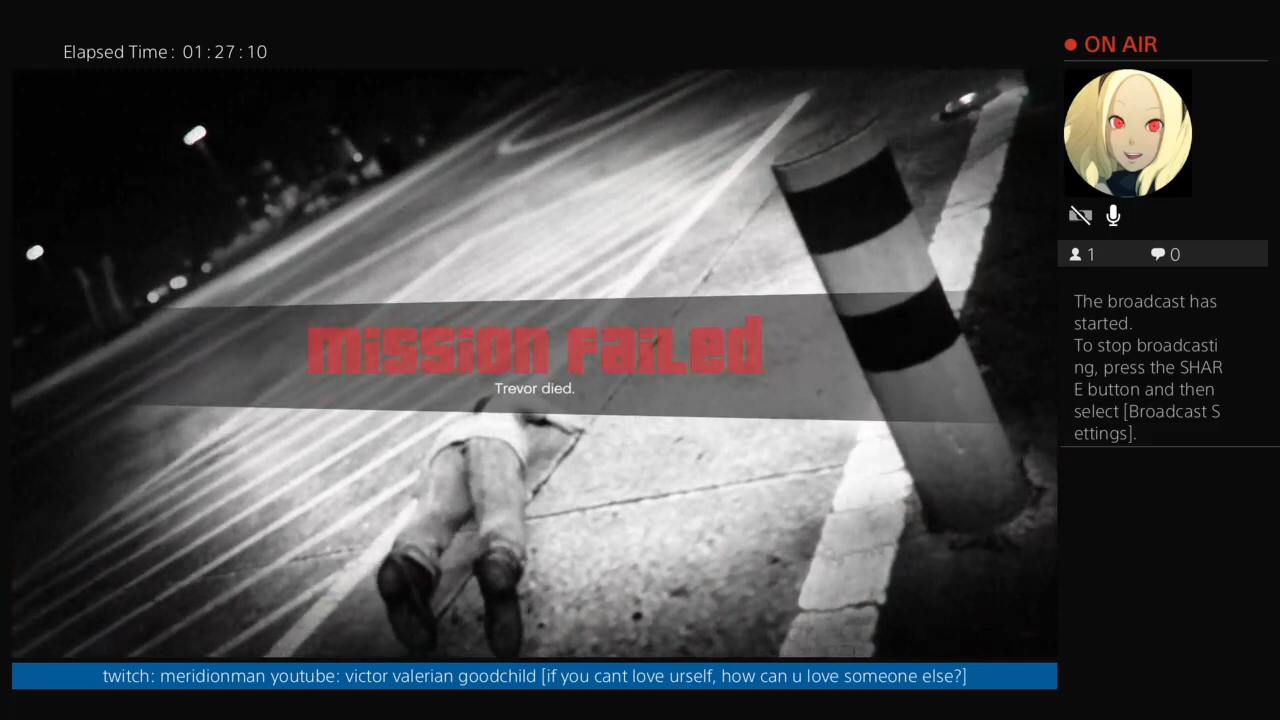 Elapsed Time: 01:27:10
ON AIR
1 0
The broadcast has
started.
To stop broadcasti
ng, press the SHAR
E button and then
select [Broadcast S
ettings].
mission failed
Trevor died.
twitch: meridionman youtube: victor valerian goodchild [if you cant love urself, how can u love someone else?]